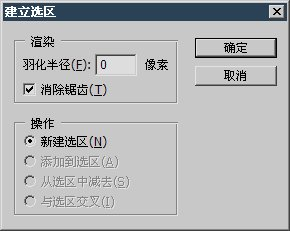 建立选区
渲染
羽化半径(F): 0 像素
确定
消除锯齿(T)
取消
操作
新建选区(N)
添加到选区(A)
从选区中减去(S)
与选区交叉(I)